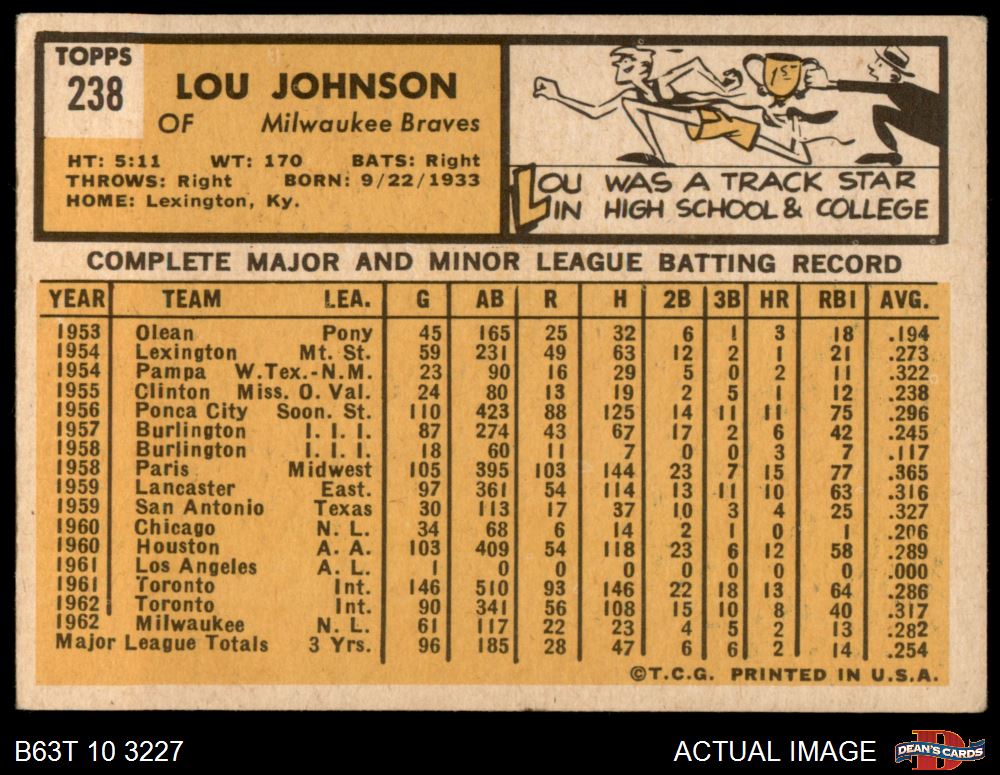 TOPPS
238
LOU JOHNSON
OF Milwaukee Braves
HT: 5:11 WT: 170 BATS: Right
THROWS: Right BORN: 9/22/1933
HOME: Lexington, Ky.
1ST
LOU WAS A TRACK STAR
IN HIGH SCHOOL & COLLEGE
COMPLETE MAJOR AND MINOR LEAGUE BATTING RECORD
YEAR TEAM LEA. G AB R H 2B 3B HR RBI AVG.
1953 Olean Pony 45 165 25 32 6 1 3 18 .194
1954 Lexington Mt. St. 59 231 49 63 12 2 1 21 .273
1954 Pampa W.Tex.-N.M. 23 90 16 29 5 0 2 11 .322
1955 Clinton Miss. O. Val. 24 80 13 19 2 5 1 12 .238
1956 Ponca City Soon. St. 110 423 88 125 14 11 11 75 .296
1957 Burlington I. I. I. 87 274 43 67 17 2 6 42 .245
1958 Burlington I. I. I. 18 60 11 7 0 0 3 7 .117
1958 Paris Midwest 105 395 103 144 23 7 15 77 .365
1959 Lancaster East. 97 361 54 114 13 11 10 63 .316
1959 San Antonio Texas 30 113 17 37 10 3 4 25 .327
1960 Chicago N. L. 34 68 6 14 2 1 0 1 .206
1960 Houston A. A. 103 409 54 118 23 6 12 58 .289
1961 Los Angeles A. L. 1 0 0 0 0 0 0 0 .000
1961 Toronto Int. 146 510 93 146 22 18 13 64 .286
1962 Toronto Int. 90 341 56 108 15 10 8 40 .317
1962 Milwaukee N. L. 61 117 22 23 4 5 2 13 .282
Major League Totals 3 Yrs. 96 185 28 47 6 6 2 14 .254
©T.C.G. PRINTED IN U.S.A.
B63T 10 3227
ACTUAL IMAGE
D
DEAN'S CARDS